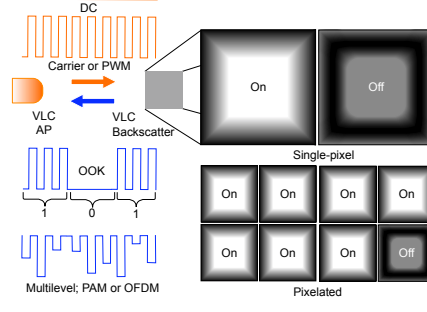 DC
Carrier or PWM
VLC
AP
VLC
Backscatter
On
Off
Single-pixel
OOK
1
0
1
On
On
On
On
On
On
On
Off
Multilevel; PAM or OFDM
Pixelated